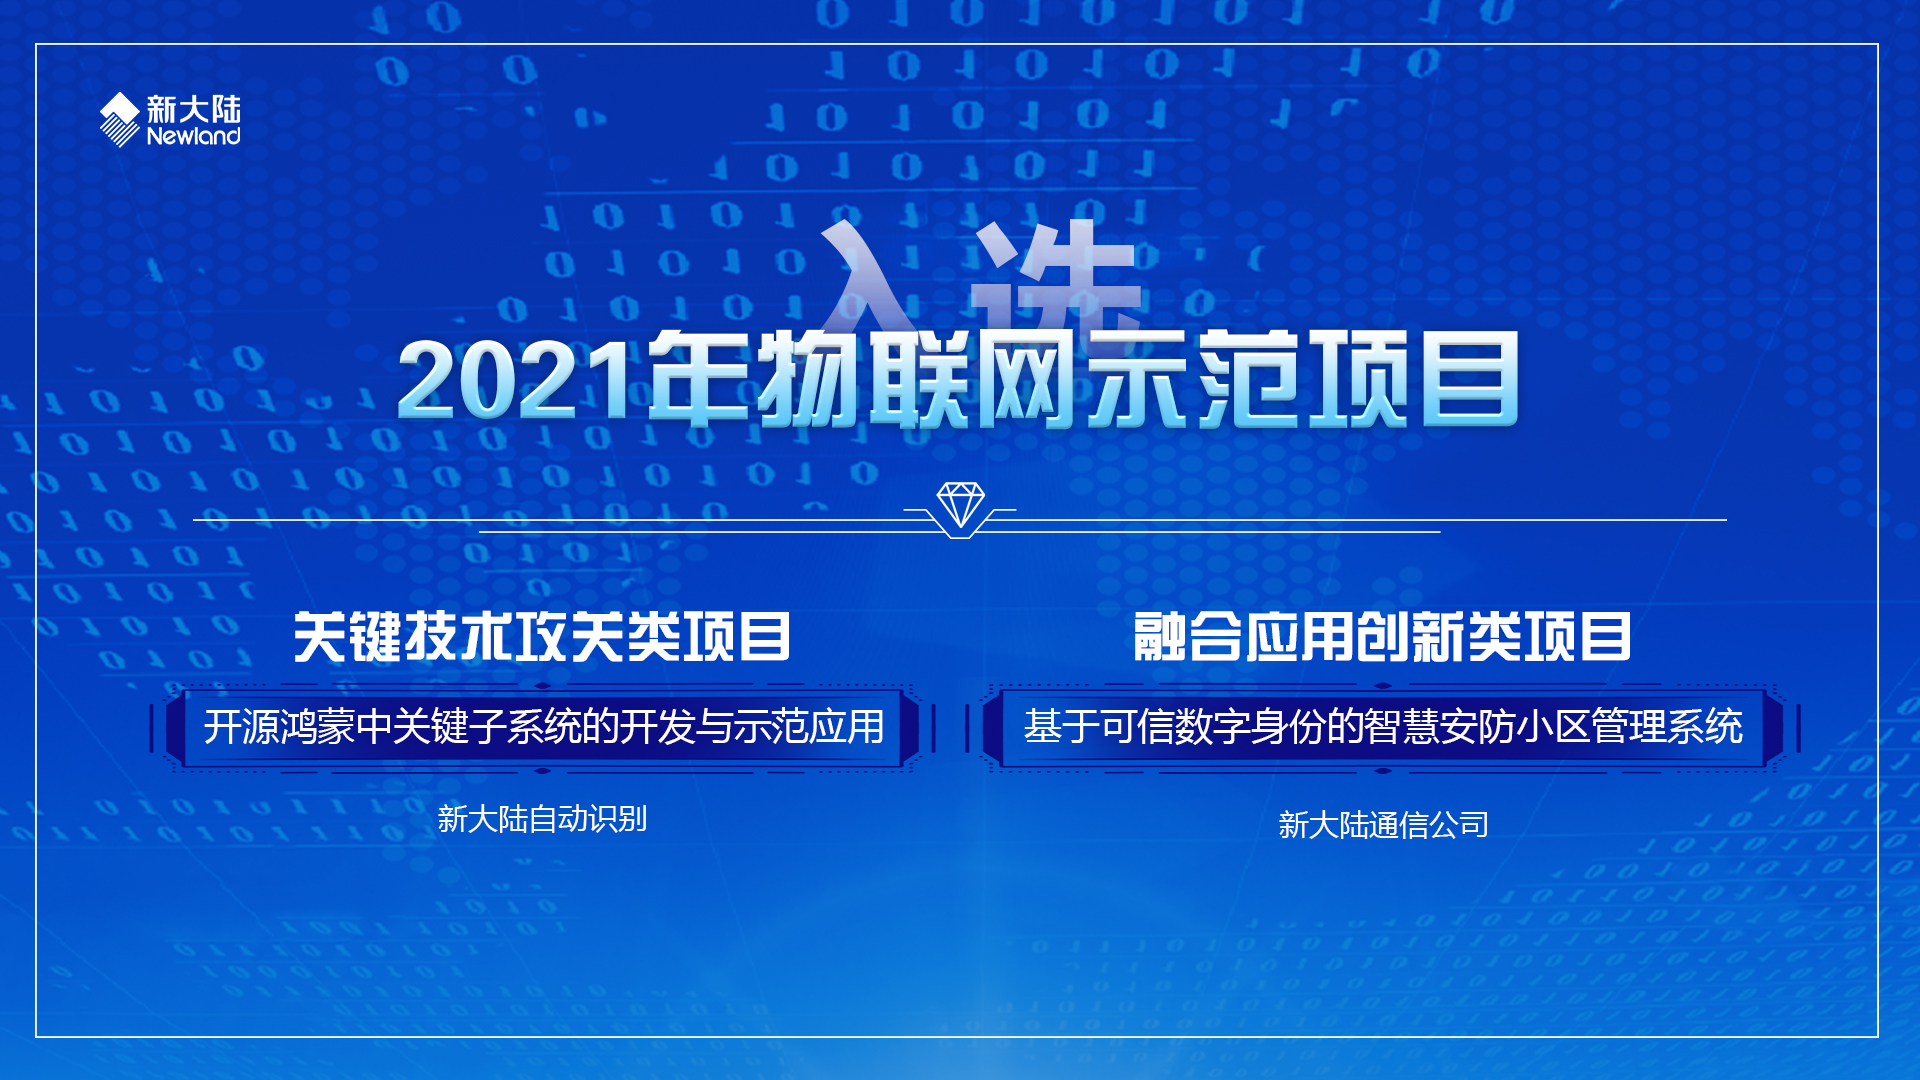 新大陆
Newland
入选
2021年物联网示范项目
关键技术攻关类项目
开源鸿蒙中关键子系统的开发与示范应用
新大陆自动识别
融合应用创新类项目
基于可信数字身份的智慧安防小区管理系统
新大陆通信公司